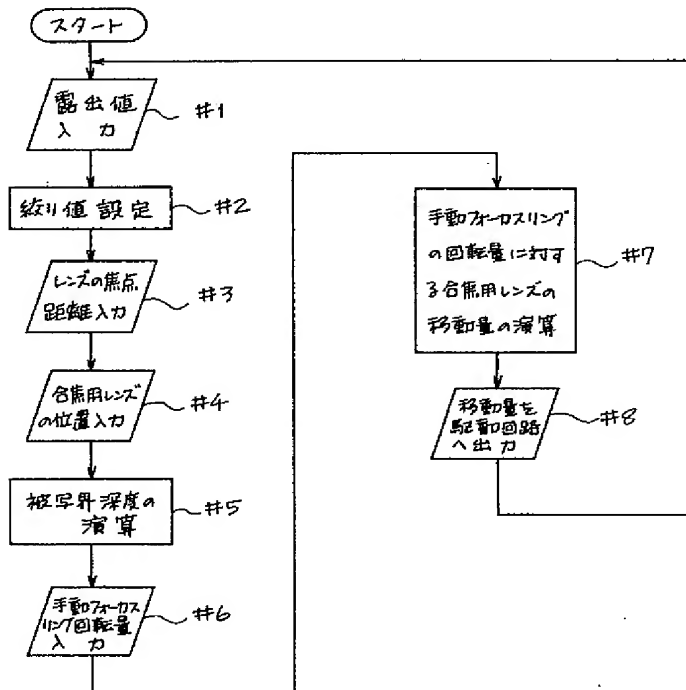 スタート
露出値
入力
#1
絞り値設定
#2
レンズの焦点
距離入力
#3
合焦用レンズ
の位置入力
#4
被写界深度の
演算
#5
手動フォーカス
リング回転量
入力
#6
手動フォーカスリング
の回転量に対す
る合焦用レンズの
移動量の演算
#7
移動量を
駆動回路
へ出力
#8